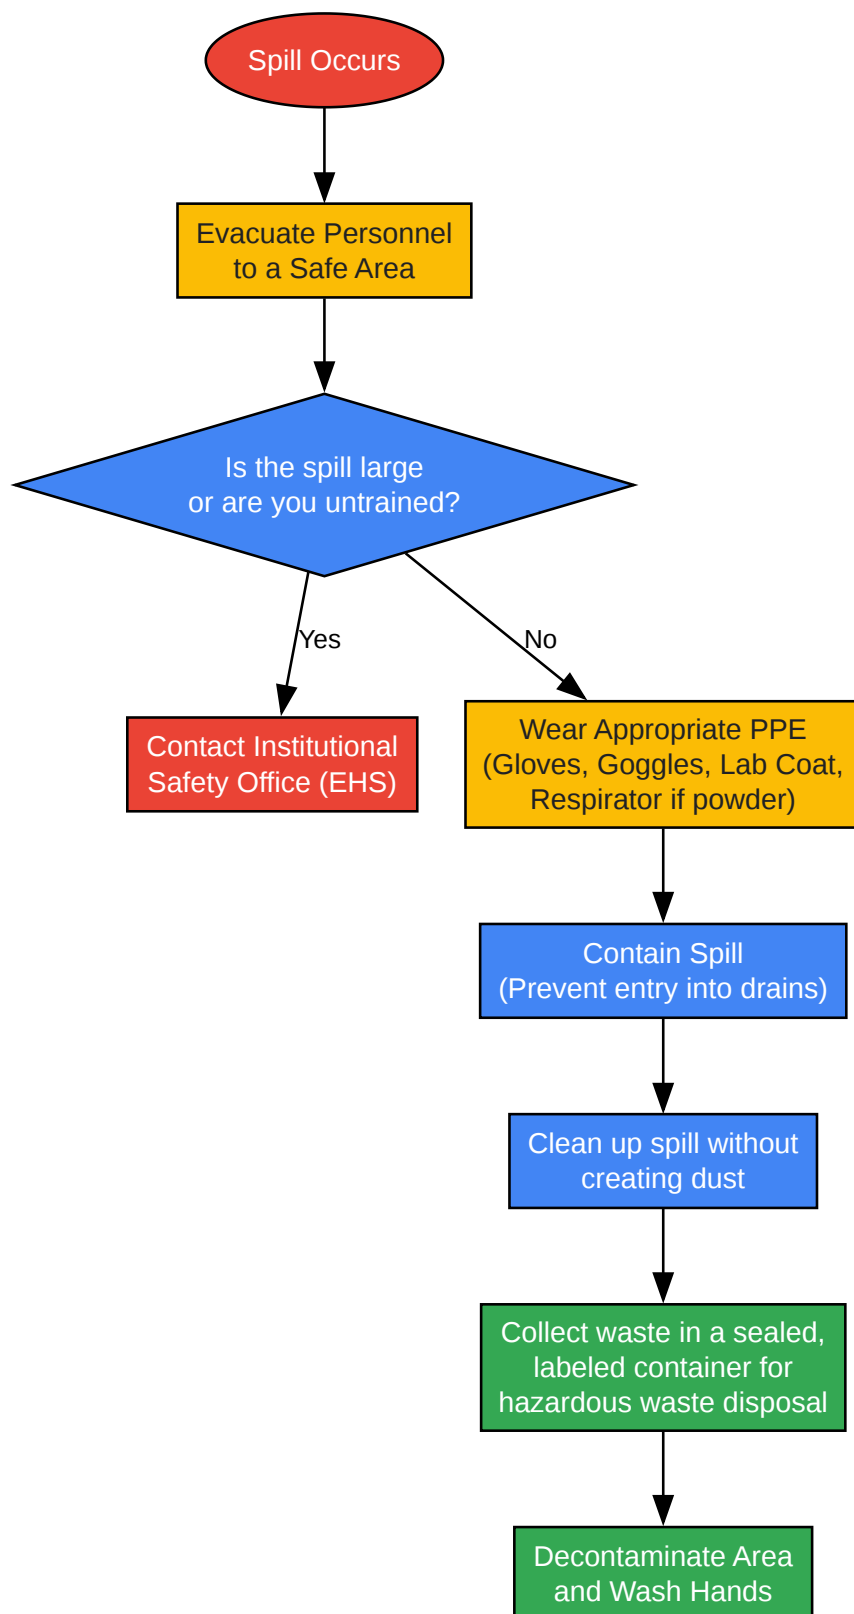 Spill Occurs
Evacuate Personnel
to a Safe Area
Is the spill large
or are you untrained?
Yes
No
Contact Institutional
Safety Office (EHS)
Wear Appropriate PPE
(Gloves, Goggles, Lab Coat,
Respirator if powder)
Contain Spill
(Prevent entry into drains)
Clean up spill without
creating dust
Collect waste in a sealed,
labeled container for
hazardous waste disposal
Decontaminate Area
and Wash Hands